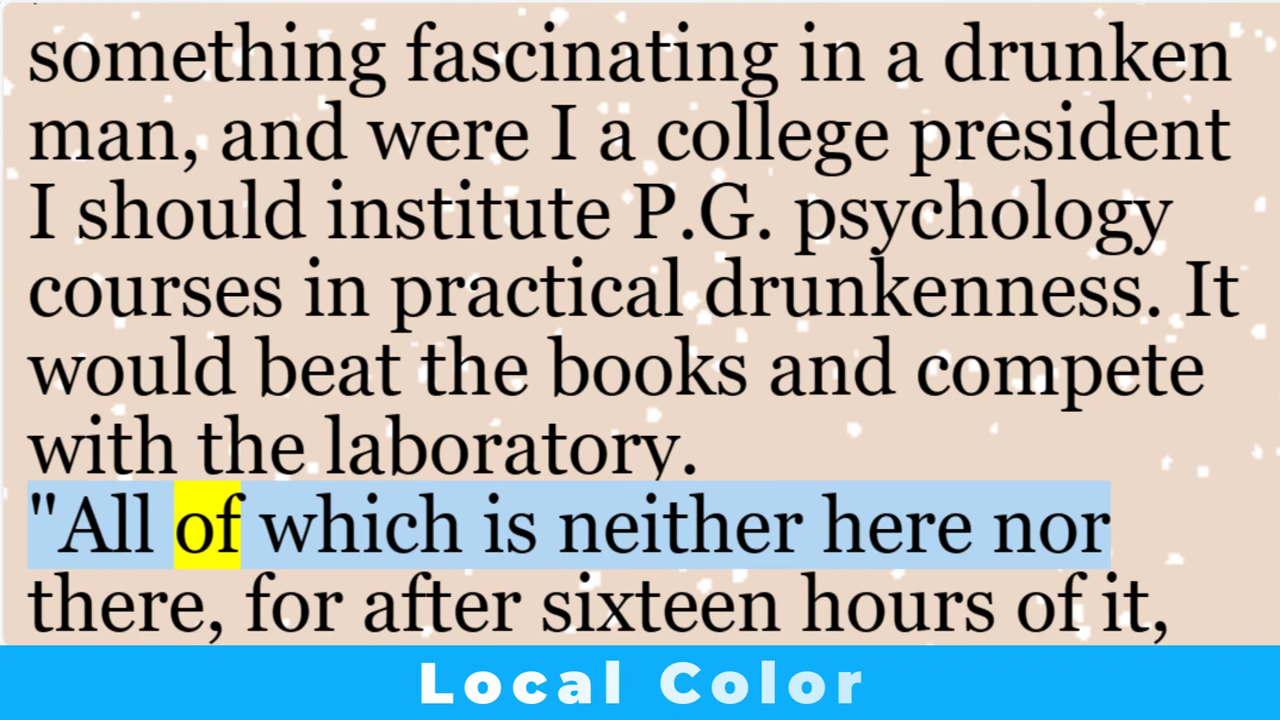 something fascinating in a drunken
man, and were I a college president
I should institute P.G. psychology
courses in practical drunkenness. It
would beat the books and compete
with the laboratory.
"All of which is neither here nor
there, for after sixteen hours of it,
Local Color